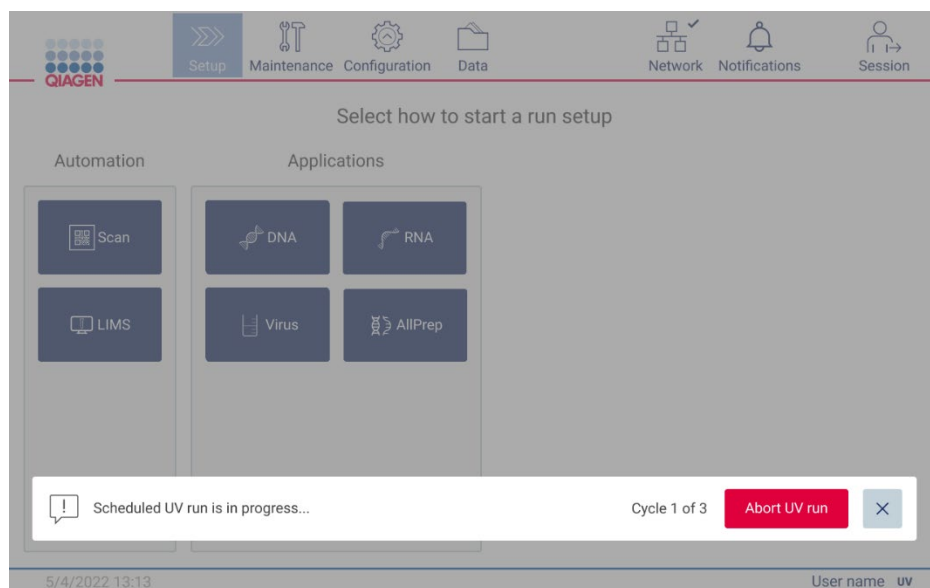 QIAGEN
Setup
Maintenance
Configuration
Data
Network
Notifications
Session
Select how to start a run setup
Automation
Applications
Scan
LIMS
DNA
RNA
Virus
AllPrep
Scheduled UV run is in progress...
Cycle 1 of 3
Abort UV run
5/4/2022 13:13
User name UV